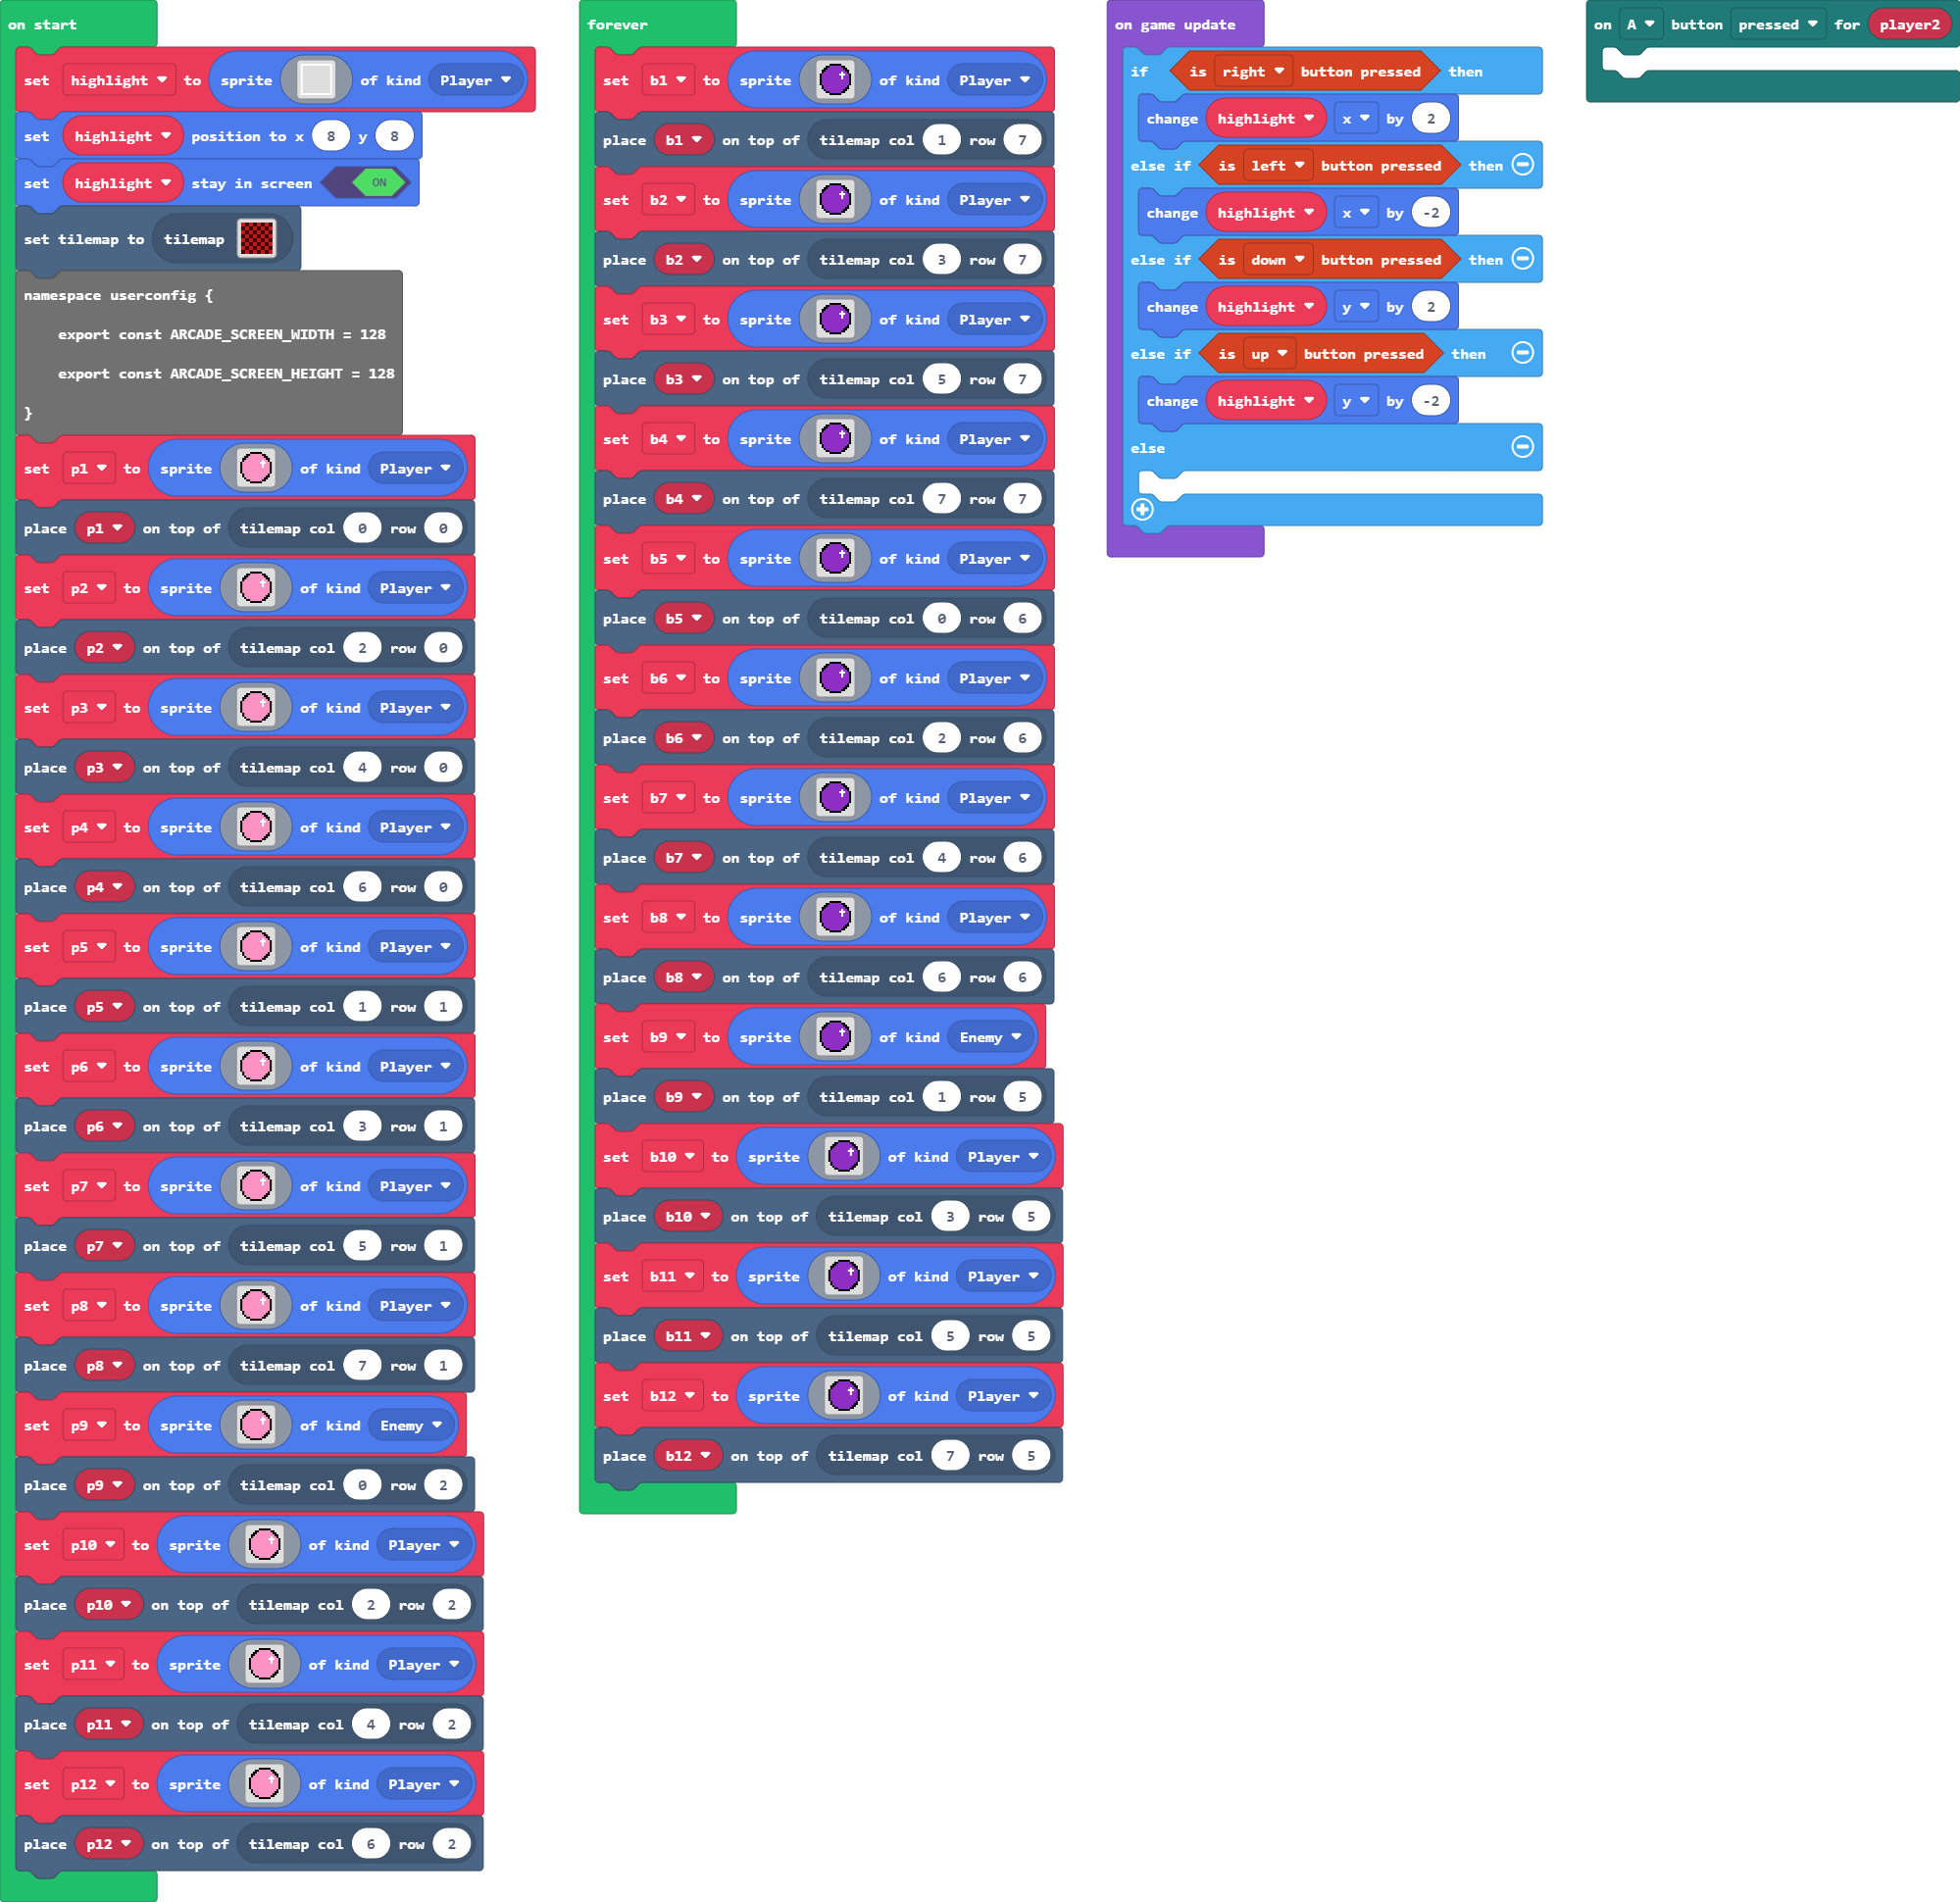 on start
set highlight to sprite of kind Player
set highlight position to x 8 y 8
set highlight stay in screen ON
set tilemap to tilemap
namespace userconfig {
export const ARCADE_SCREEN_WIDTH = 128
export const ARCADE_SCREEN_HEIGHT = 128
}
set p1 to sprite of kind Player
place p1 on top of tilemap col 0 row 0
set p2 to sprite of kind Player
place p2 on top of tilemap col 2 row 0
set p3 to sprite of kind Player
place p3 on top of tilemap col 4 row 0
set p4 to sprite of kind Player
place p4 on top of tilemap col 6 row 0
set p5 to sprite of kind Player
place p5 on top of tilemap col 1 row 1
set p6 to sprite of kind Player
place p6 on top of tilemap col 3 row 1
set p7 to sprite of kind Player
place p7 on top of tilemap col 5 row 1
set p8 to sprite of kind Player
place p8 on top of tilemap col 7 row 1
set p9 to sprite of kind Enemy
place p9 on top of tilemap col 0 row 2
set p10 to sprite of kind Player
place p10 on top of tilemap col 2 row 2
set p11 to sprite of kind Player
place p11 on top of tilemap col 4 row 2
set p12 to sprite of kind Player
place p12 on top of tilemap col 6 row 2
forever
set b1 to sprite of kind Player
place b1 on top of tilemap col 1 row 7
set b2 to sprite of kind Player
place b2 on top of tilemap col 3 row 7
set b3 to sprite of kind Player
place b3 on top of tilemap col 5 row 7
set b4 to sprite of kind Player
place b4 on top of tilemap col 7 row 7
set b5 to sprite of kind Player
place b5 on top of tilemap col 0 row 6
set b6 to sprite of kind Player
place b6 on top of tilemap col 2 row 6
set b7 to sprite of kind Player
place b7 on top of tilemap col 4 row 6
set b8 to sprite of kind Player
place b8 on top of tilemap col 6 row 6
set b9 to sprite of kind Enemy
place b9 on top of tilemap col 1 row 5
set b10 to sprite of kind Player
place b10 on top of tilemap col 3 row 5
set b11 to sprite of kind Player
place b11 on top of tilemap col 5 row 5
set b12 to sprite of kind Player
place b12 on top of tilemap col 7 row 5
on game update
if is right button pressed then
change highlight x by 2
else if is left button pressed then
change highlight x by -2
else if is down button pressed then
change highlight y by 2
else if is up button pressed then
change highlight y by -2
else
on A button pressed for player2